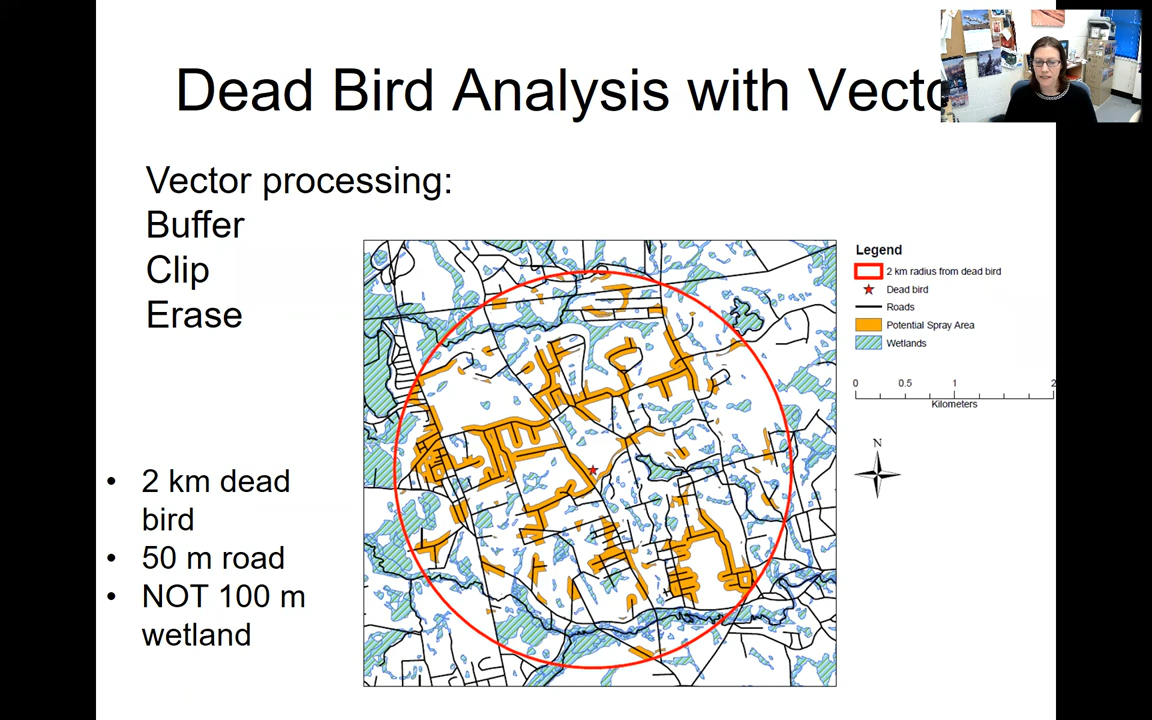 Dead Bird Analysis with Vecto
Vector processing:
Buffer
Clip
Erase
• 2 km dead
bird
• 50 m road
• NOT 100 m
wetland
Legend
2 km radius from dead bird
Dead bird
Roads
Potential Spray Area
Wetlands
0 0.5 1 2
Kilometers
N